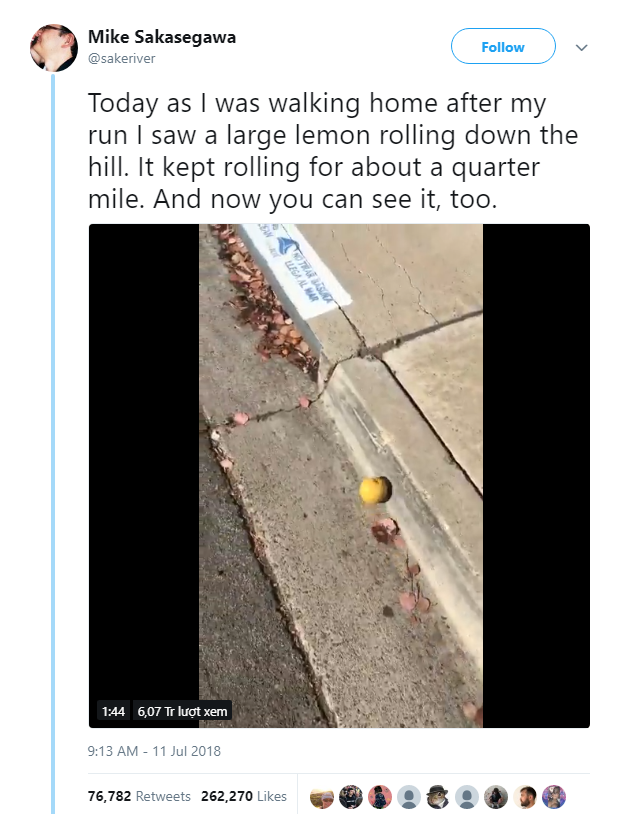 Mike Sakasegawa
@sakeriver
Follow
Today as I was walking home after my
run I saw a large lemon rolling down the
hill. It kept rolling for about a quarter
mile. And now you can see it, too.
NO TIRAR BASURA
LLEGA AL MAR
1:44
6,07 Tr lượt xem
9:13 AM - 11 Jul 2018
76,782 Retweets 262,270 Likes